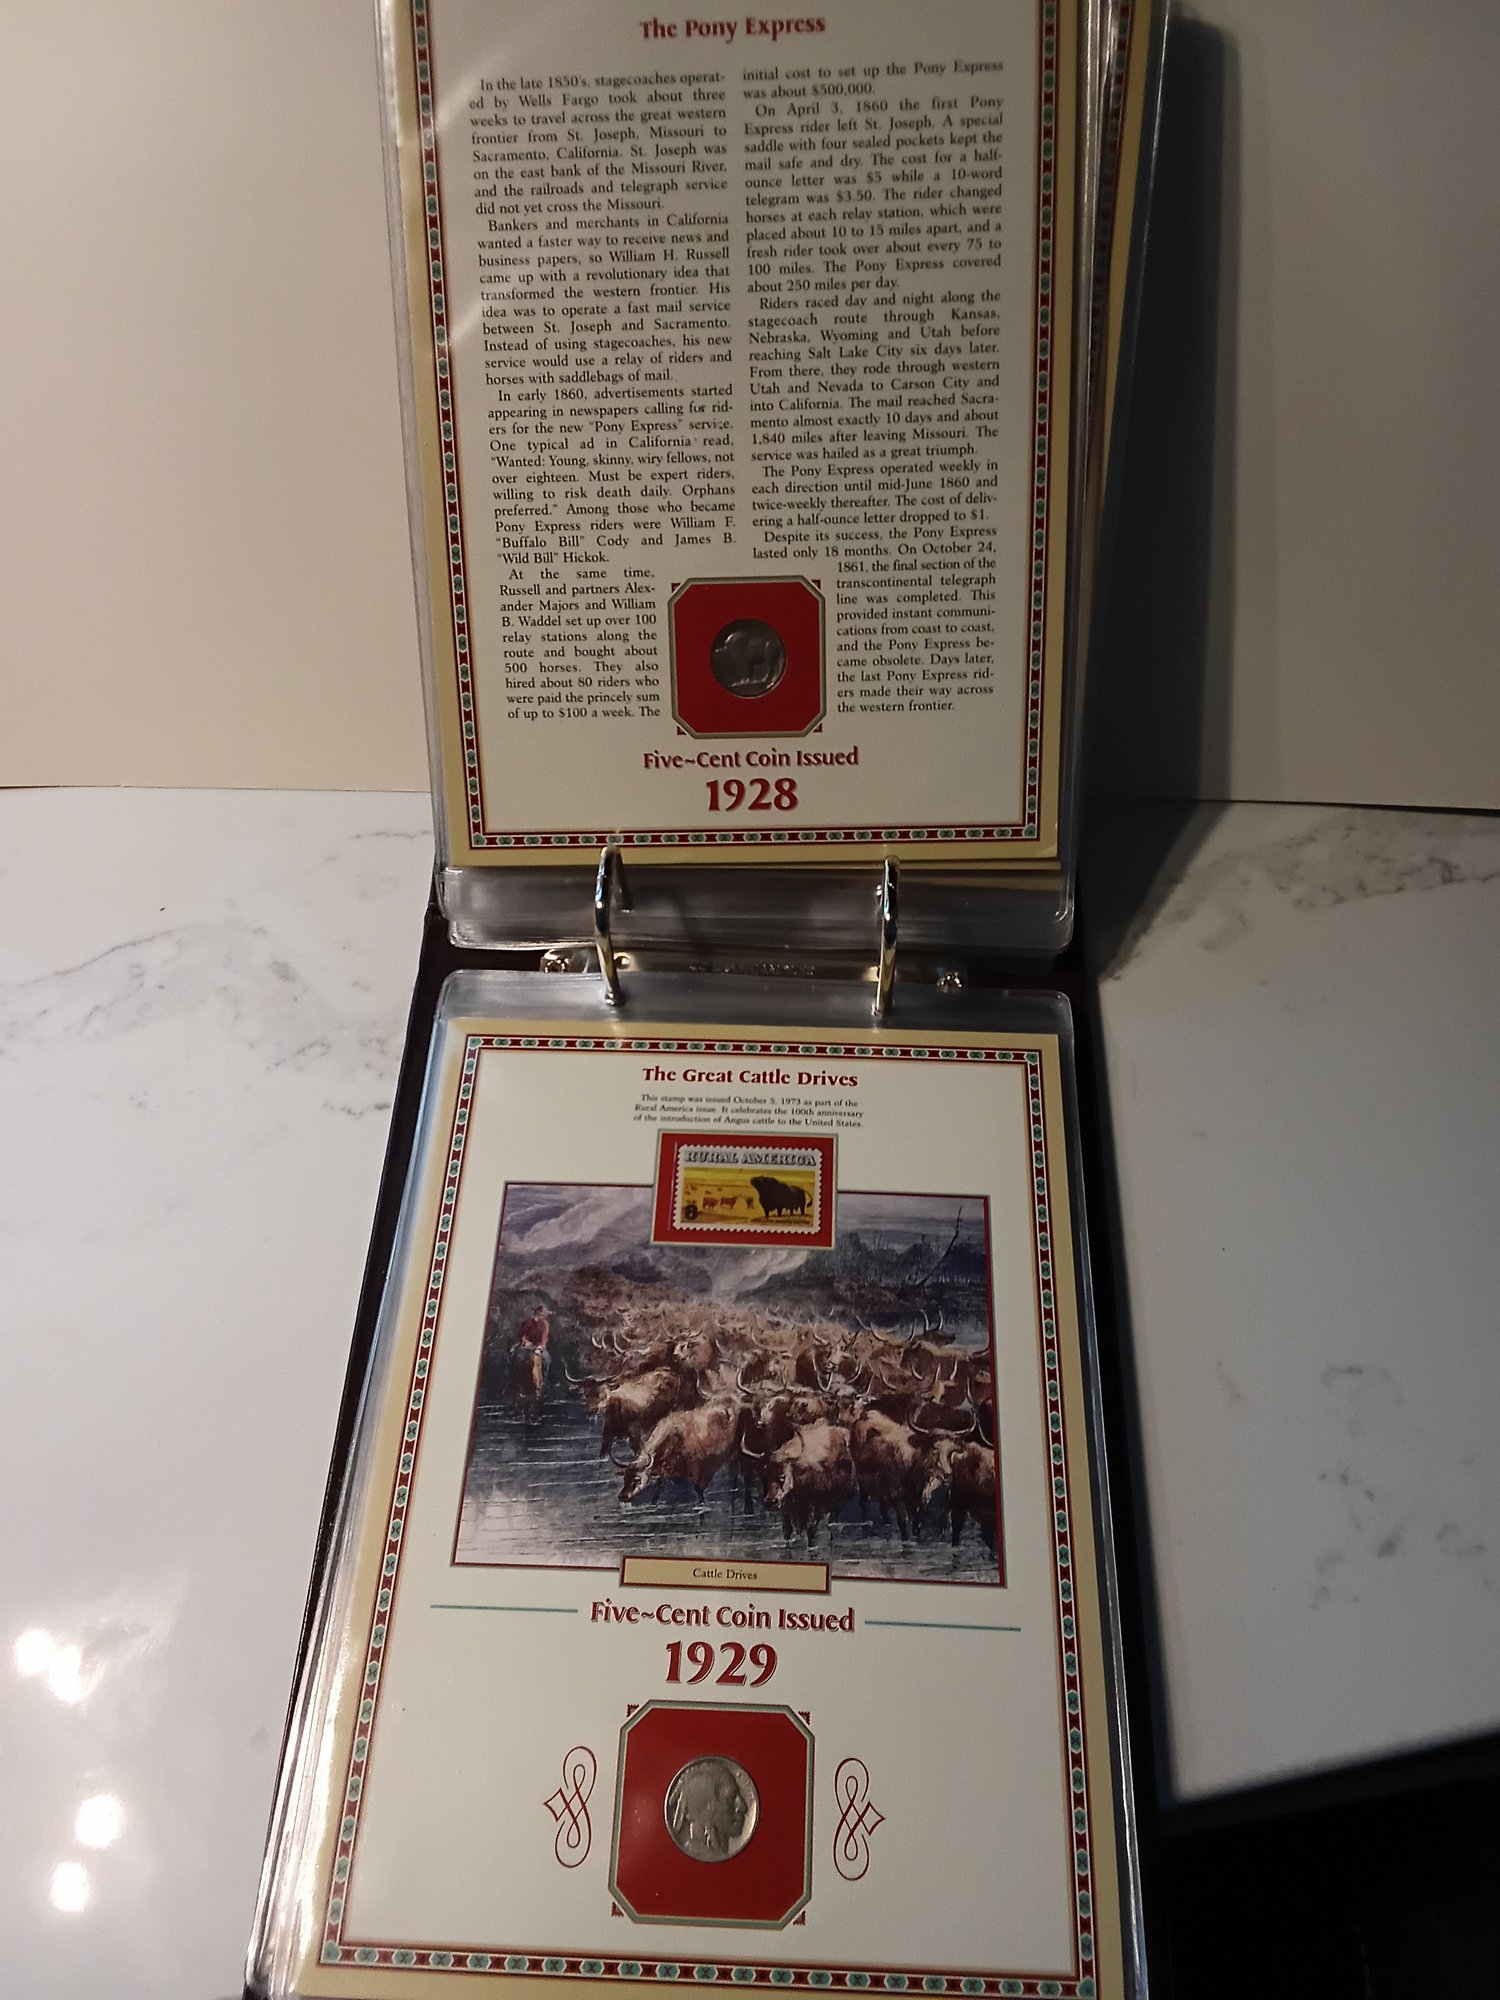 The Pony Express
In the late 1850's, stagecoaches operat-
ed by Wells Fargo took about three
weeks to travel across the great western
frontier from St. Joseph, Missouri to
Sacramento, California. St. Joseph was
on the east bank of the Missouri River,
and the railroads and telegraph service
did not yet cross the Missouri.
Bankers and merchants in California
wanted a faster way to receive news and
business papers, so William H. Russell
came up with a revolutionary idea that
transformed the western frontier. His
idea was to operate a fast mail service
between St. Joseph and Sacramento.
Instead of using stagecoaches, his new
service would use a relay of riders and
horses with saddlebags of mail.
In early 1860, advertisements started
appearing in newspapers calling for rid-
ers for the new "Pony Express" service.
One typical ad in California read,
"Wanted: Young, skinny, wiry fellows, not
over eighteen. Must be expert riders,
willing to risk death daily. Orphans
preferred." Among those who became
Pony Express riders were William F.
"Buffalo Bill" Cody and James B.
"Wild Bill" Hickok.
At the same time,
Russell and partners Alex-
ander Majors and William
B. Waddel set up over 100
relay stations along the
route and bought about
500 horses. They also
hired about 80 riders who
were paid the princely sum
of up to $100 a week. The
initial cost to set up the Pony Express
was about $500,000.
On April 3, 1860 the first Pony
Express rider left St. Joseph. A special
saddle with four sealed pockets kept the
mail safe and dry. The cost for a half-
ounce letter was $5 while a 10-word
telegram was $3.50. The rider changed
horses at each relay station, which were
placed about 10 to 15 miles apart, and a
fresh rider took over about every 75 to
100 miles. The Pony Express covered
about 250 miles per day.
Riders raced day and night along the
stagecoach route through Kansas,
Nebraska, Wyoming and Utah before
reaching Salt Lake City six days later.
From there, they rode through western
Utah and Nevada to Carson City and
into California. The mail reached Sacra-
mento almost exactly 10 days and about
1,840 miles after leaving Missouri. The
service was hailed as a great triumph.
The Pony Express operated weekly in
each direction until mid-June 1860 and
twice-weekly thereafter. The cost of deliv-
ering a half-ounce letter dropped to $1.
Despite its success, the Pony Express
lasted only 18 months. On October 24,
1861, the final section of the
transcontinental telegraph
line was completed. This
provided instant communi-
cations from coast to coast,
and the Pony Express be-
came obsolete. Days later,
the last Pony Express rid-
ers made their way across
the western frontier.
Five~Cent Coin Issued
1928
The Great Cattle Drives
This stamp was issued October 5, 1973 as part of the
Rural America issue. It celebrates the 100th anniversary
of the introduction of Angus cattle to the United States.
RURAL AMERICA
8
Cattle Drives
Five~Cent Coin Issued
1929